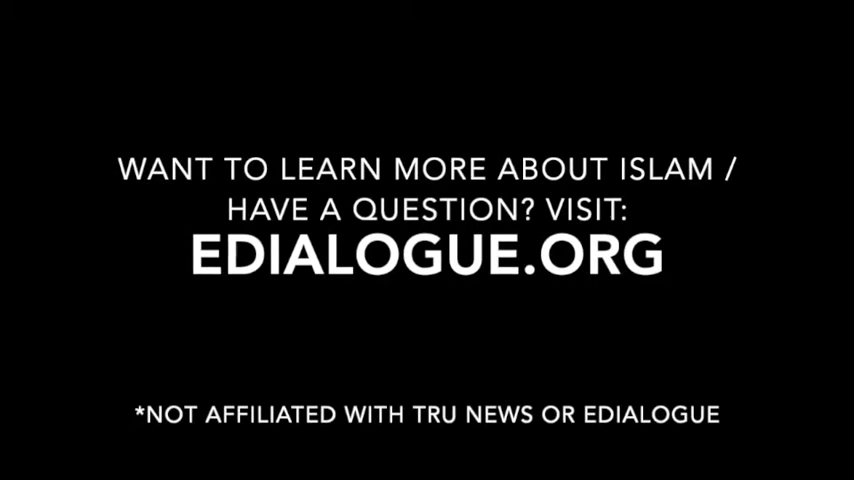 WANT TO LEARN MORE ABOUT ISLAM /
HAVE A QUESTION? VISIT:
EDIALOGUE.ORG
*NOT AFFILIATED WITH TRU NEWS OR EDIALOGUE